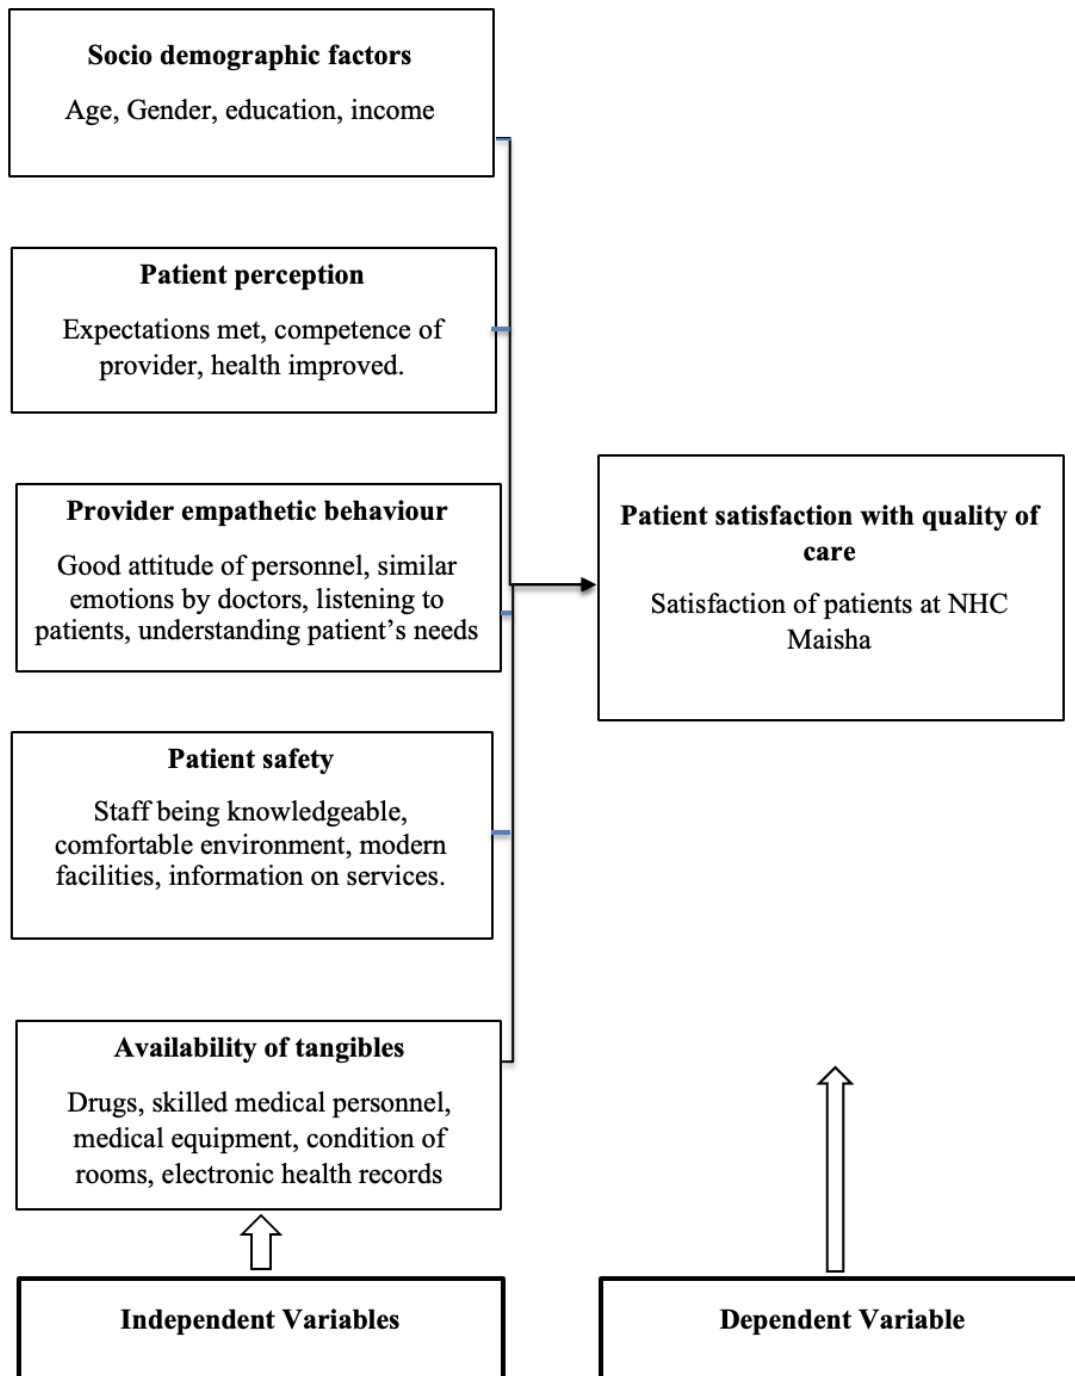 Socio demographic factors
Age, Gender, education, income
Patient perception
Expectations met, competence of
provider, health improved.
Provider empathetic behaviour
Good attitude of personnel, similar
emotions by doctors, listening to
patients, understanding patient’s needs
Patient safety
Staff being knowledgeable,
comfortable environment, modern
facilities, information on services.
Availability of tangibles
Drugs, skilled medical personnel,
medical equipment, condition of
rooms, electronic health records
Independent Variables
Patient satisfaction with quality of
care
Satisfaction of patients at NHC
Maisha
Dependent Variable